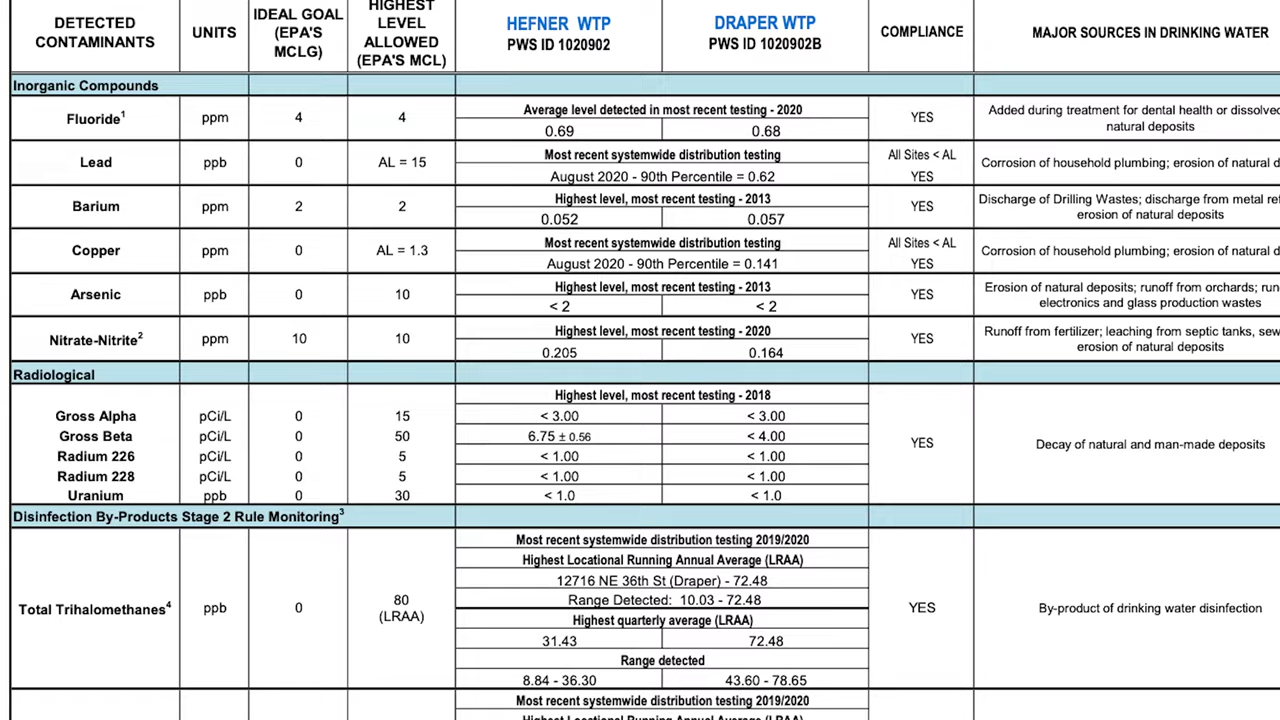 DETECTED CONTAMINANTS
UNITS
IDEAL GOAL (EPA'S MCLG)
HIGHEST LEVEL ALLOWED (EPA'S MCL)
HEFNER WTP
PWS ID 1020902
DRAPER WTP
PWS ID 1020902B
COMPLIANCE
MAJOR SOURCES IN DRINKING WATER
Inorganic Compounds
Fluoride1
ppm
4
4
Average level detected in most recent testing - 2020
0.69
0.68
YES
Added during treatment for dental health or dissolve
natural deposits
Lead
ppb
0
AL = 15
Most recent systemwide distribution testing
August 2020 - 90th Percentile = 0.62
All Sites < AL
YES
Corrosion of household plumbing; erosion of natural d
Barium
ppm
2
2
Highest level, most recent testing - 2013
0.052
0.057
YES
Discharge of Drilling Wastes; discharge from metal ref
erosion of natural deposits
Copper
ppm
0
AL = 1.3
Most recent systemwide distribution testing
August 2020 - 90th Percentile = 0.141
All Sites < AL
YES
Corrosion of household plumbing; erosion of natural d
Arsenic
ppb
0
10
Highest level, most recent testing - 2013
< 2
< 2
YES
Erosion of natural deposits; runoff from orchards; run
electronics and glass production wastes
Nitrate-Nitrite2
ppm
10
10
Highest level, most recent testing - 2020
0.205
0.164
YES
Runoff from fertilizer; leaching from septic tanks, sew
erosion of natural deposits
Radiological
Highest level, most recent testing - 2018
Gross Alpha
pCi/L
0
15
< 3.00
< 3.00
Gross Beta
pCi/L
0
50
6.75 ± 0.56
< 4.00
YES
Decay of natural and man-made deposits
Radium 226
pCi/L
0
5
< 1.00
< 1.00
Radium 228
pCi/L
0
5
< 1.00
< 1.00
Uranium
ppb
0
30
< 1.0
< 1.0
Disinfection By-Products Stage 2 Rule Monitoring3
Total Trihalomethanes4
ppb
0
80
(LRAA)
Most recent systemwide distribution testing 2019/2020
Highest Locational Running Annual Average (LRAA)
12716 NE 36th St (Draper) - 72.48
Range Detected: 10.03 - 72.48
Highest quarterly average (LRAA)
31.43
72.48
Range detected
8.84 - 36.30
43.60 - 78.65
YES
By-product of drinking water disinfection
Most recent systemwide distribution testing 2019/2020
Highest Locational Running Annual Average (LRAA)